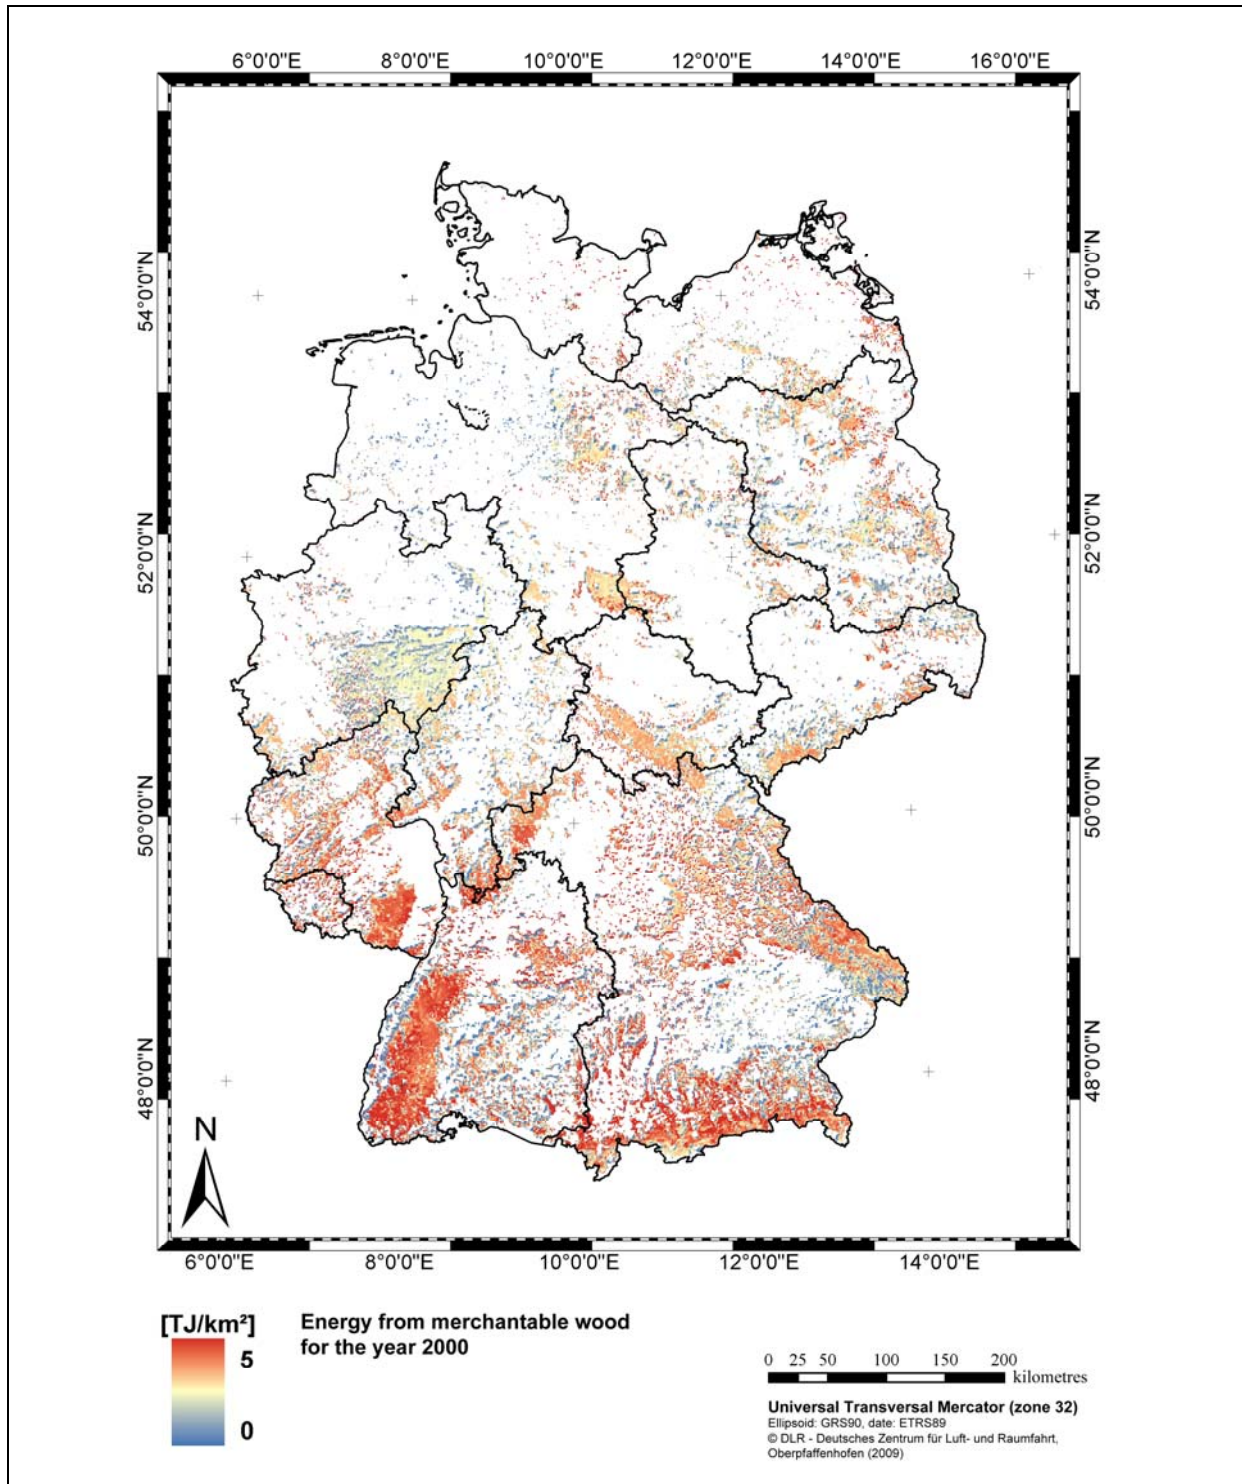 6°0'0"E 8°0'0"E 10°0'0"E 12°0'0"E 14°0'0"E 16°0'0"E
54°0'0"N 54°0'0"N
52°0'0"N 52°0'0"N
50°0'0"N 50°0'0"N
48°0'0"N 48°0'0"N
N
6°0'0"E 8°0'0"E 10°0'0"E 12°0'0"E 14°0'0"E
[TJ/km²]
5
0
Energy from merchantable wood
for the year 2000
0 25 50 100 150 200
kilometres
Universal Transversal Mercator (zone 32)
Ellipsoid: GRS90, date: ETRS89
© DLR - Deutsches Zentrum für Luft- und Raumfahrt,
Oberpfaffenhofen (2009)